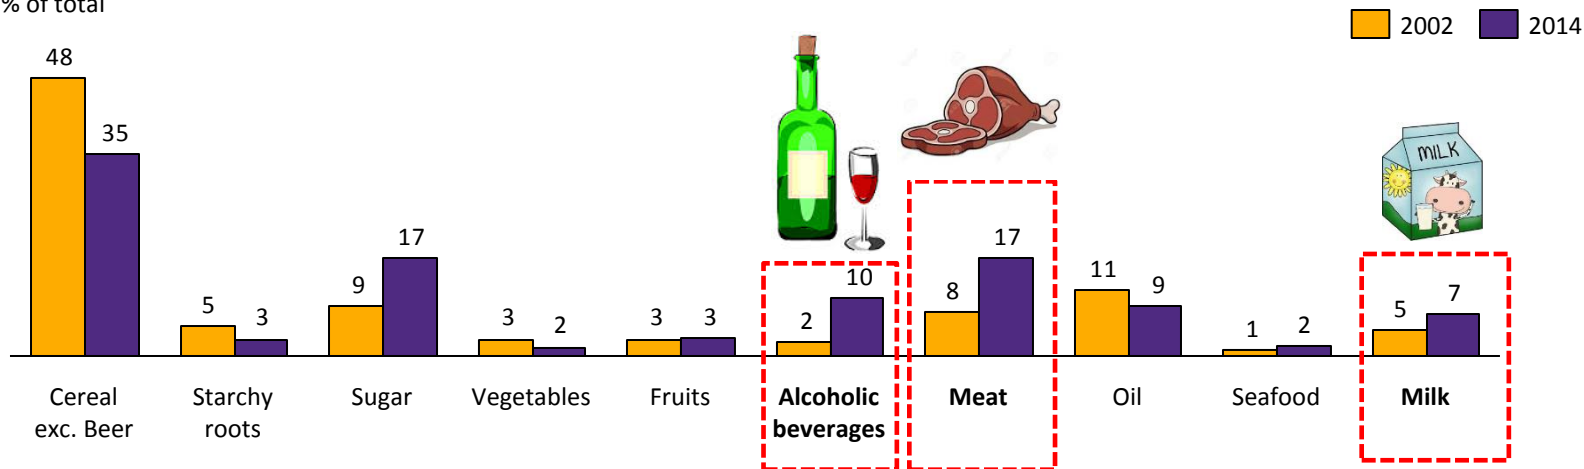 % of total
2002 2014
48
35
5
3
9
17
3
2
3
3
2
10
8
17
11
9
1
2
5
7
MILK
Cereal
exc. Beer
Starchy
roots
Sugar
Vegetables
Fruits
Alcoholic
beverages
Meat
Oil
Seafood
Milk